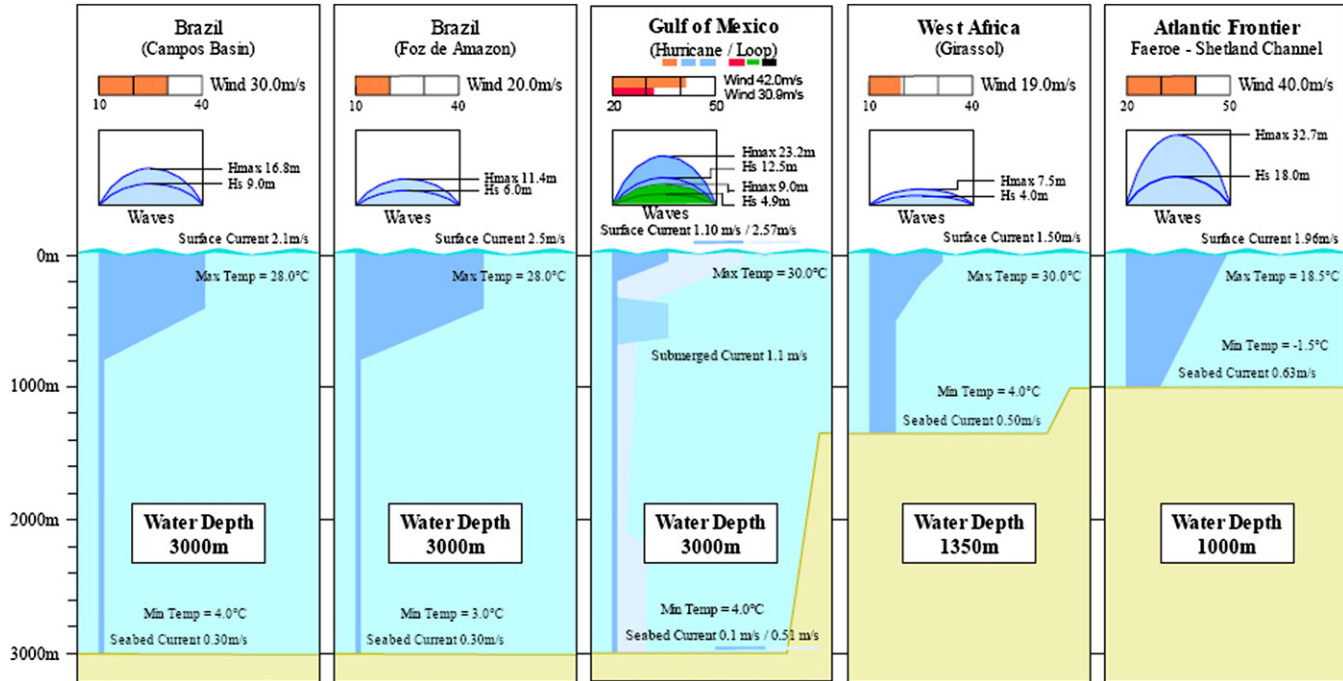 Brazil
(Campos Basin)
Wind 30.0m/s
10 40
Hmax 16.8m
Hs 9.0m
Waves
Surface Current 2.1m/s
Max Temp = 28.0°C
Water Depth
3000m
Min Temp = 4.0°C
Seabed Current 0.30m/s
Brazil
(Foz de Amazon)
Wind 20.0m/s
10 40
Hmax 11.4m
Hs 6.0m
Waves
Surface Current 2.5m/s
Max Temp = 28.0°C
Water Depth
3000m
Min Temp = 3.0°C
Seabed Current 0.30m/s
Gulf of Mexico
(Hurricane / Loop)
Wind 42.0m/s
Wind 30.9m/s
20 50
Hmax 23.2m
Hs 12.5m
Hmax 9.0m
Hs 4.9m
Waves
Surface Current 1.10 m/s / 2.57m/s
Max Temp = 30.0°C
Submerged Current 1.1 m/s
Water Depth
3000m
Min Temp = 4.0°C
Seabed Current 0.1 m/s / 0.51 m/s
West Africa
(Girassol)
Wind 19.0m/s
10 40
Hmax 7.5m
Hs 4.0m
Waves
Surface Current 1.50m/s
Max Temp = 30.0°C
Min Temp = 4.0°C
Seabed Current 0.50m/s
Water Depth
1350m
Atlantic Frontier
Faeroe - Shetland Channel
Wind 40.0m/s
20 50
Hmax 32.7m
Hs 18.0m
Waves
Surface Current 1.96m/s
Max Temp = 18.5°C
Min Temp = -1.5°C
Seabed Current 0.63m/s
Water Depth
1000m
0m
1000m
2000m
3000m